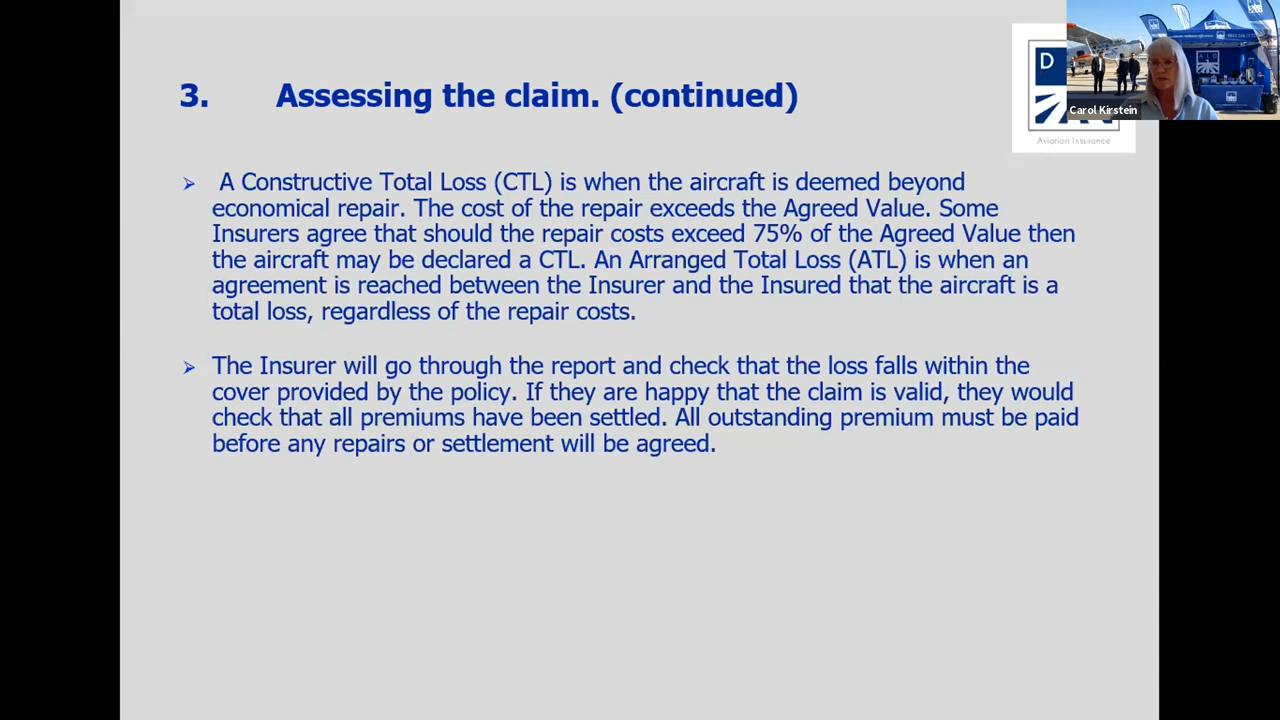 3. Assessing the claim. (continued)
D
Aviation Insurance
Carol Kirstein
➢ A Constructive Total Loss (CTL) is when the aircraft is deemed beyond
economical repair. The cost of the repair exceeds the Agreed Value. Some
Insurers agree that should the repair costs exceed 75% of the Agreed Value then
the aircraft may be declared a CTL. An Arranged Total Loss (ATL) is when an
agreement is reached between the Insurer and the Insured that the aircraft is a
total loss, regardless of the repair costs.
➢ The Insurer will go through the report and check that the loss falls within the
cover provided by the policy. If they are happy that the claim is valid, they would
check that all premiums have been settled. All outstanding premium must be paid
before any repairs or settlement will be agreed.